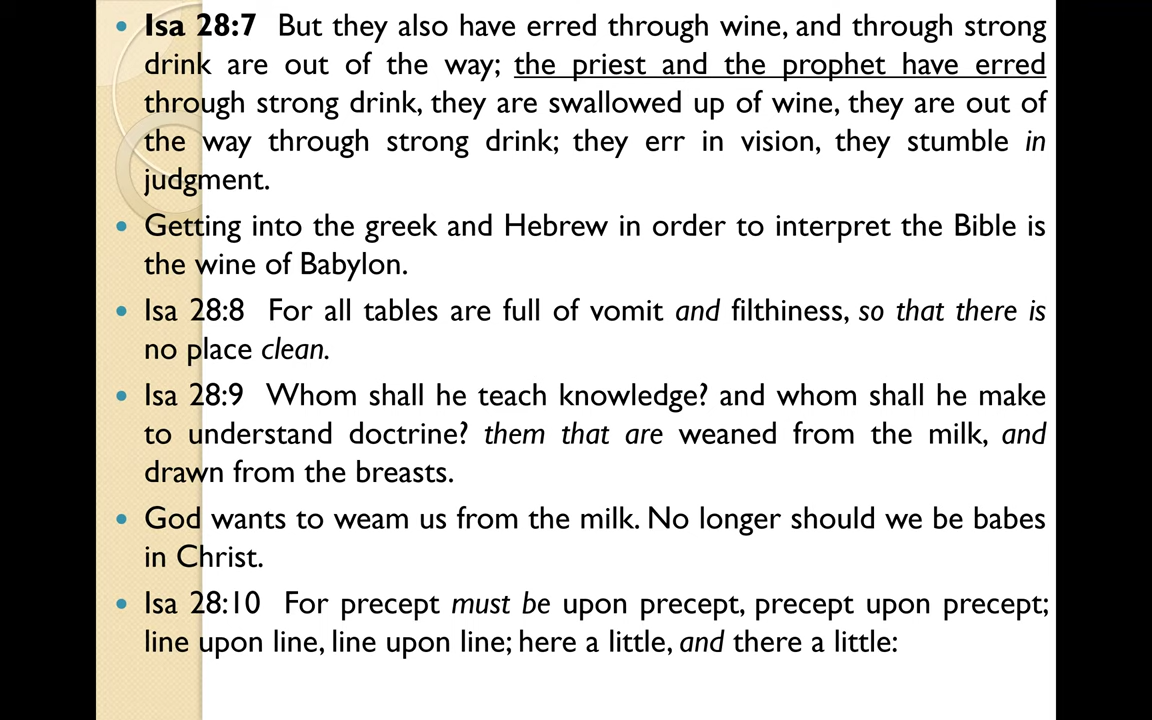 • Isa 28:7 But they also have erred through wine, and through strong
drink are out of the way; the priest and the prophet have erred
through strong drink, they are swallowed up of wine, they are out of
the way through strong drink; they err in vision, they stumble in
judgment.
• Getting into the greek and Hebrew in order to interpret the Bible is
the wine of Babylon.
• Isa 28:8 For all tables are full of vomit and filthiness, so that there is
no place clean.
• Isa 28:9 Whom shall he teach knowledge? and whom shall he make
to understand doctrine? them that are weaned from the milk, and
drawn from the breasts.
• God wants to weam us from the milk. No longer should we be babes
in Christ.
• Isa 28:10 For precept must be upon precept, precept upon precept;
line upon line, line upon line; here a little, and there a little: